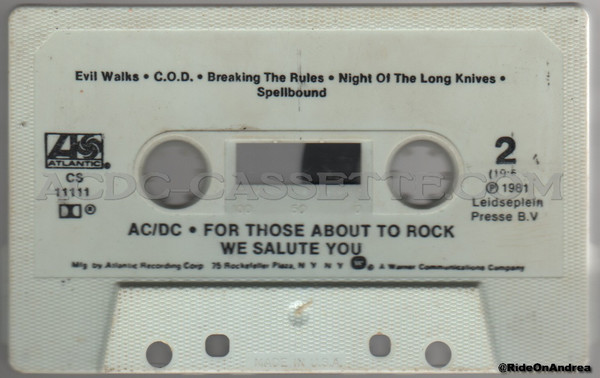 Evil Walks • C.O.D. • Breaking The Rules • Night Of The Long Knives •
Spellbound
ATLANTIC
2
CS
11111
ACDC-CASSETTE.COM
℗ 1981
Leidseplein
Presse B.V
AC/DC • FOR THOSE ABOUT TO ROCK
WE SALUTE YOU
Mfg by Atlantic Recording Corp 75 Rockefeller Plaza, N Y N Y ® A Warner Communications Company
@RideOnAndrea